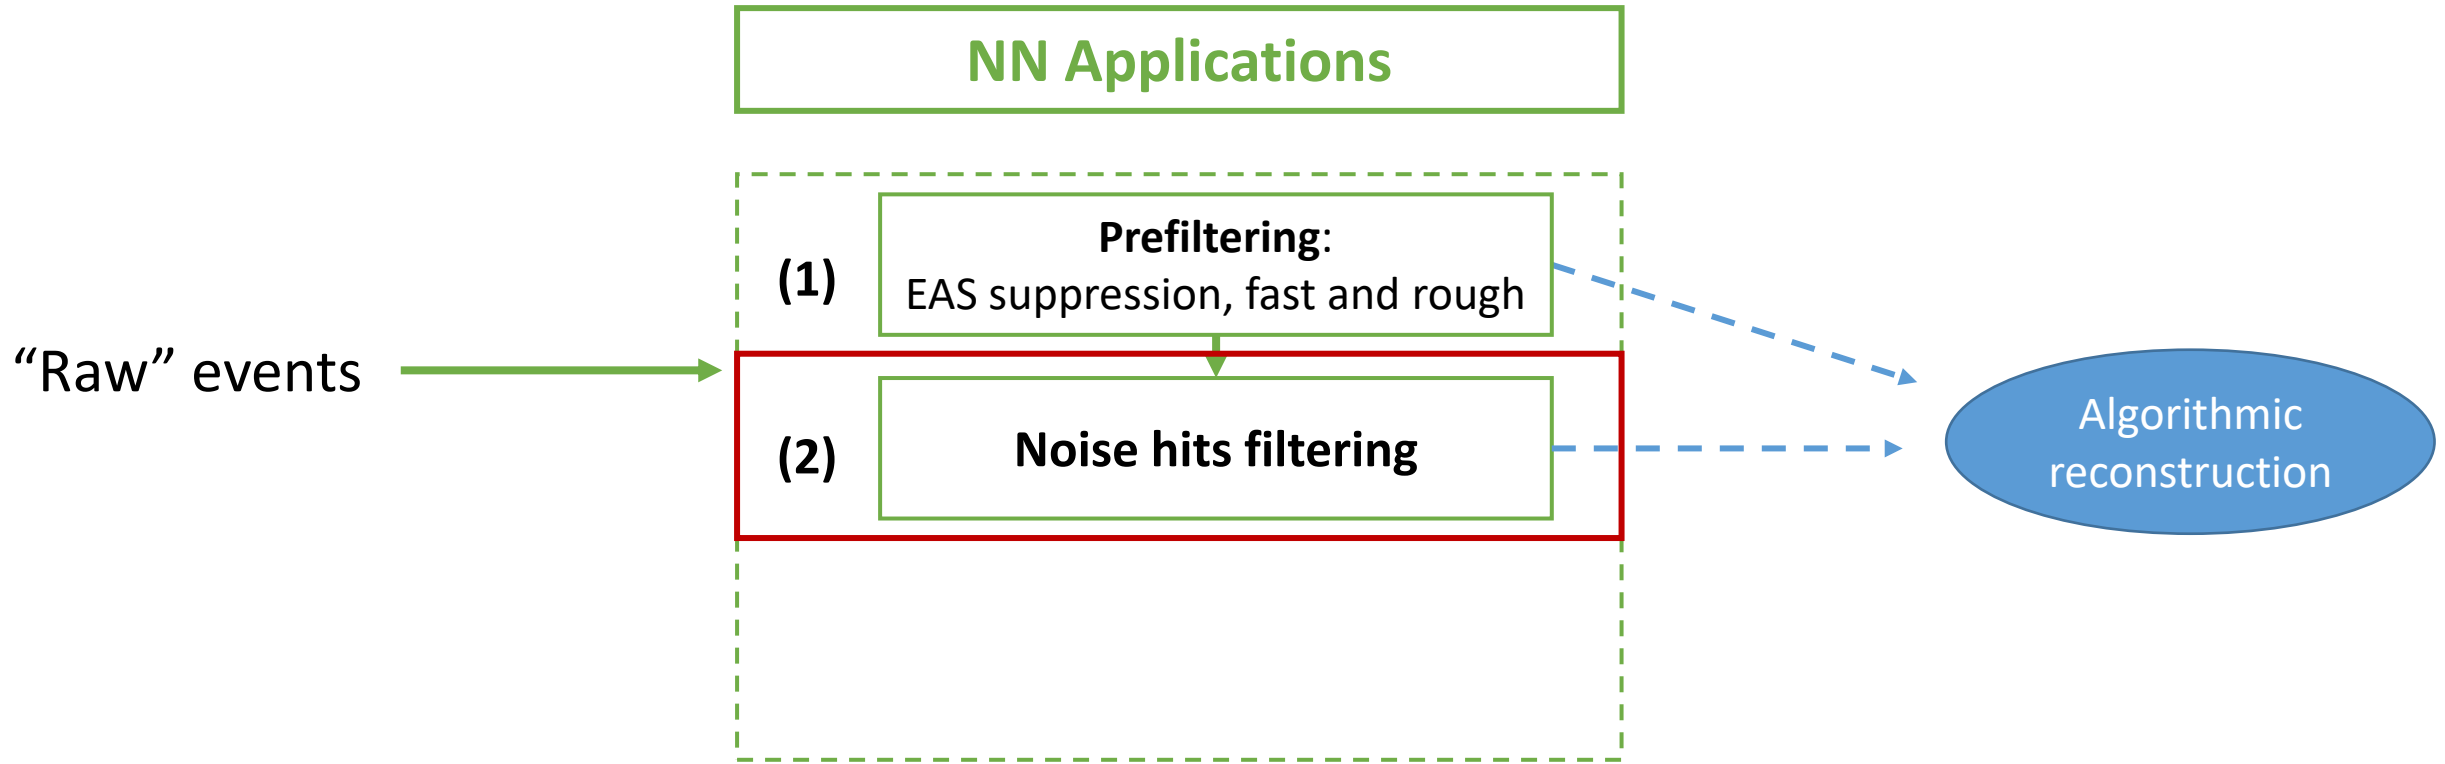 NN Applications
(1)
Prefiltering:
EAS suppression, fast and rough
“Raw” events
(2)
Noise hits filtering
Algorithmic
reconstruction